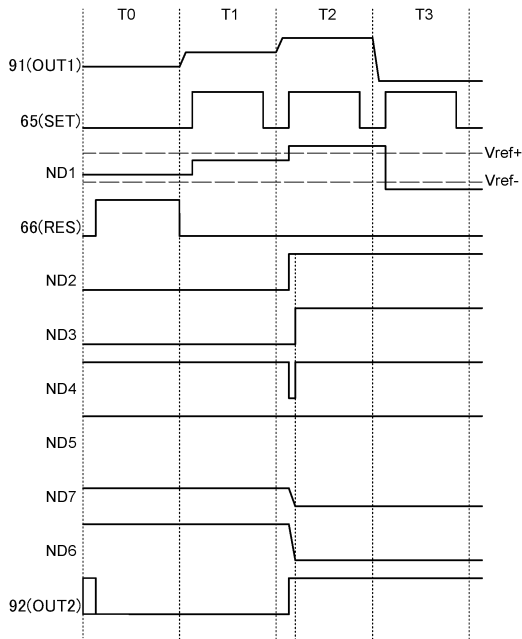 T0 T1 T2 T3
91(OUT1)
65(SET)
Vref+
ND1
Vref-
66(RES)
ND2
ND3
ND4
ND5
ND7
ND6
92(OUT2)